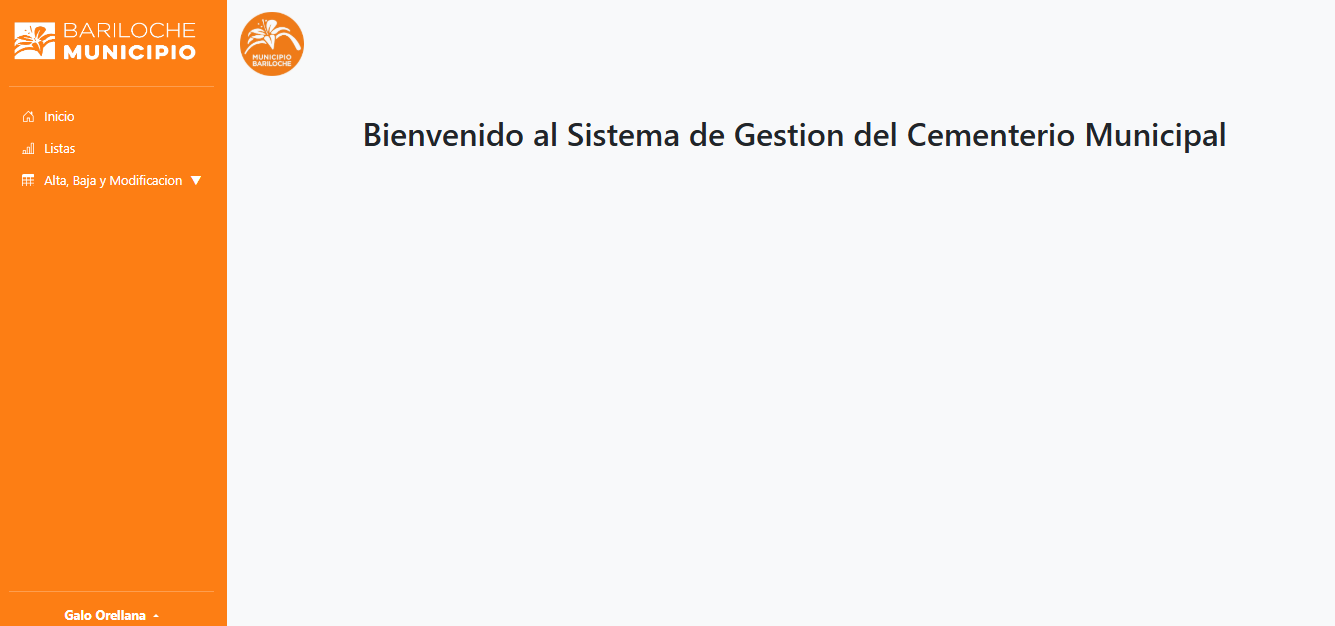 BARILOCHE
MUNICIPIO
Inicio
Listas
Alta, Baja y Modificacion
Galo Orellana
MUNICIPIO
BARILOCHE
Bienvenido al Sistema de Gestion del Cementerio Municipal